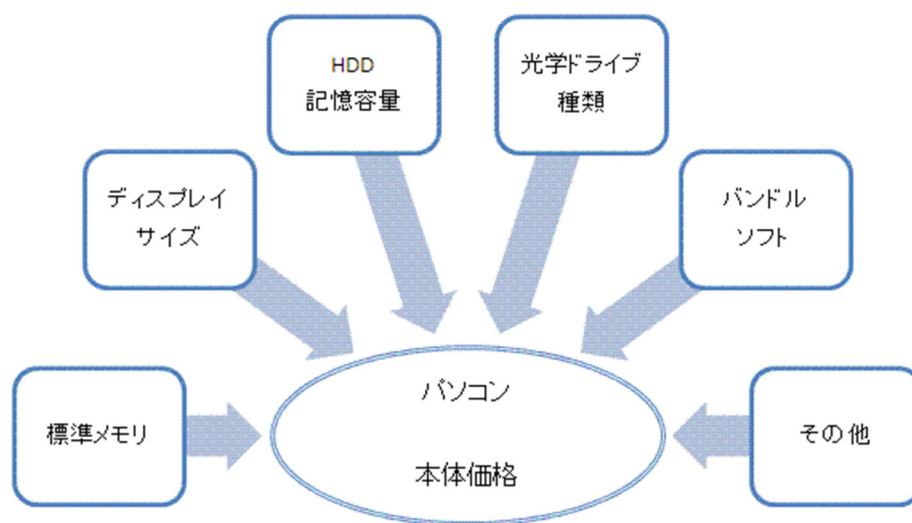 HDD
記憶容量
光学ドライブ
種類
ディスプレイ
サイズ
バンドル
ソフト
標準メモリ
パソコン
本体価格
その他